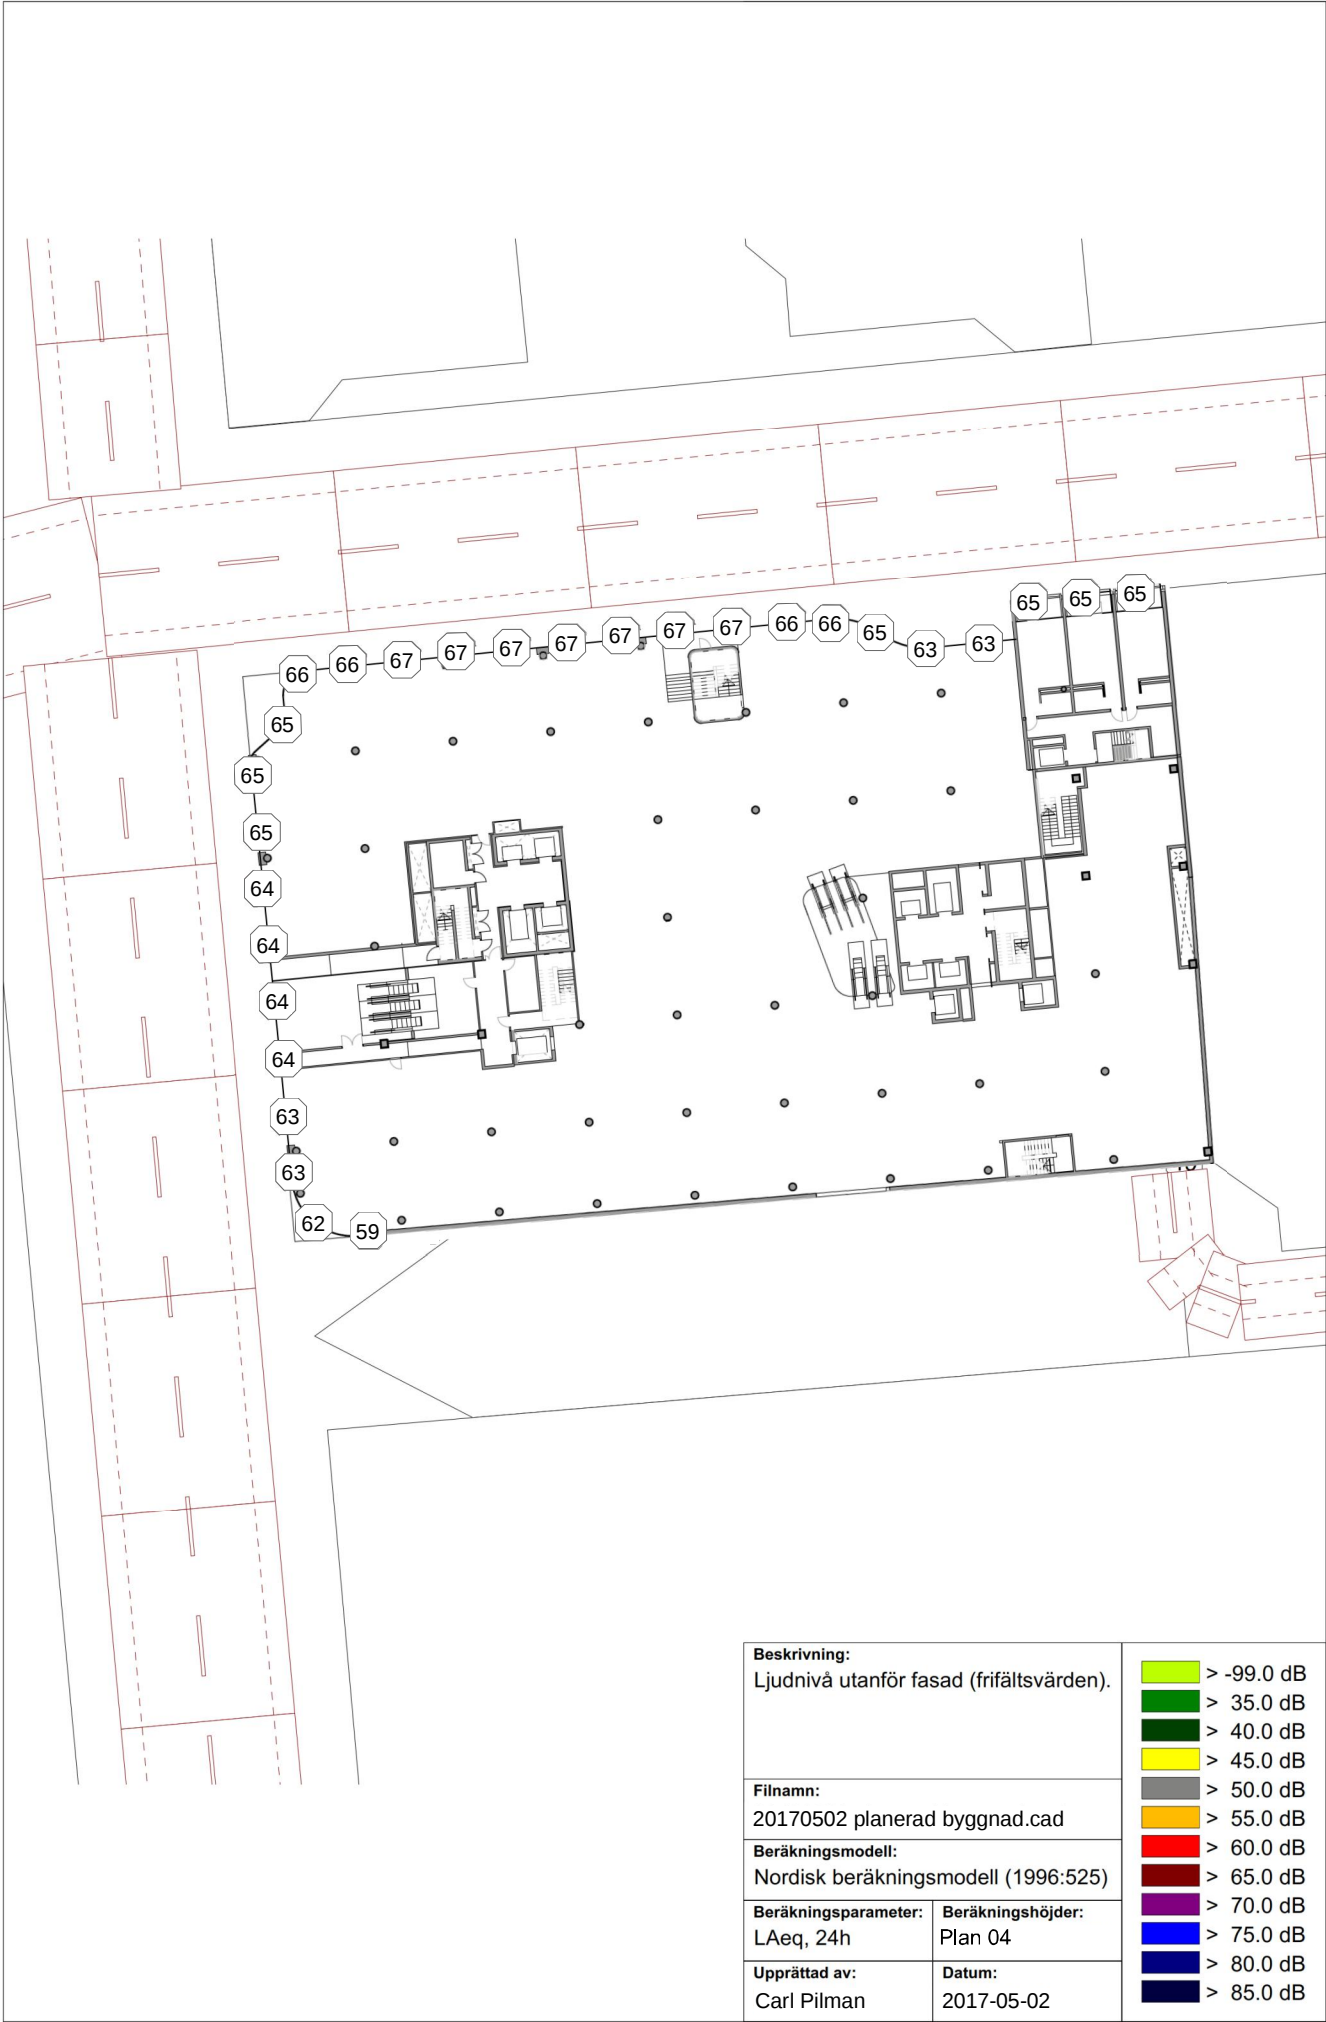 65 65 65
66 66 67 67 67 67 67 67 67 66 66 65 63 63
65
65
65
64
64
64
64
63
63
62 59
Beskrivning:
Ljudnivå utanför fasad (frifältsvärden).
Filnamn:
20170502 planerad byggnad.cad
Beräkningsmodell:
Nordisk beräkningsmodell (1996:525)
Beräkningsparameter:
LAeq, 24h
Beräkningshöjder:
Plan 04
Upprättad av:
Carl Pilman
Datum:
2017-05-02
> -99.0 dB
> 35.0 dB
> 40.0 dB
> 45.0 dB
> 50.0 dB
> 55.0 dB
> 60.0 dB
> 65.0 dB
> 70.0 dB
> 75.0 dB
> 80.0 dB
> 85.0 dB